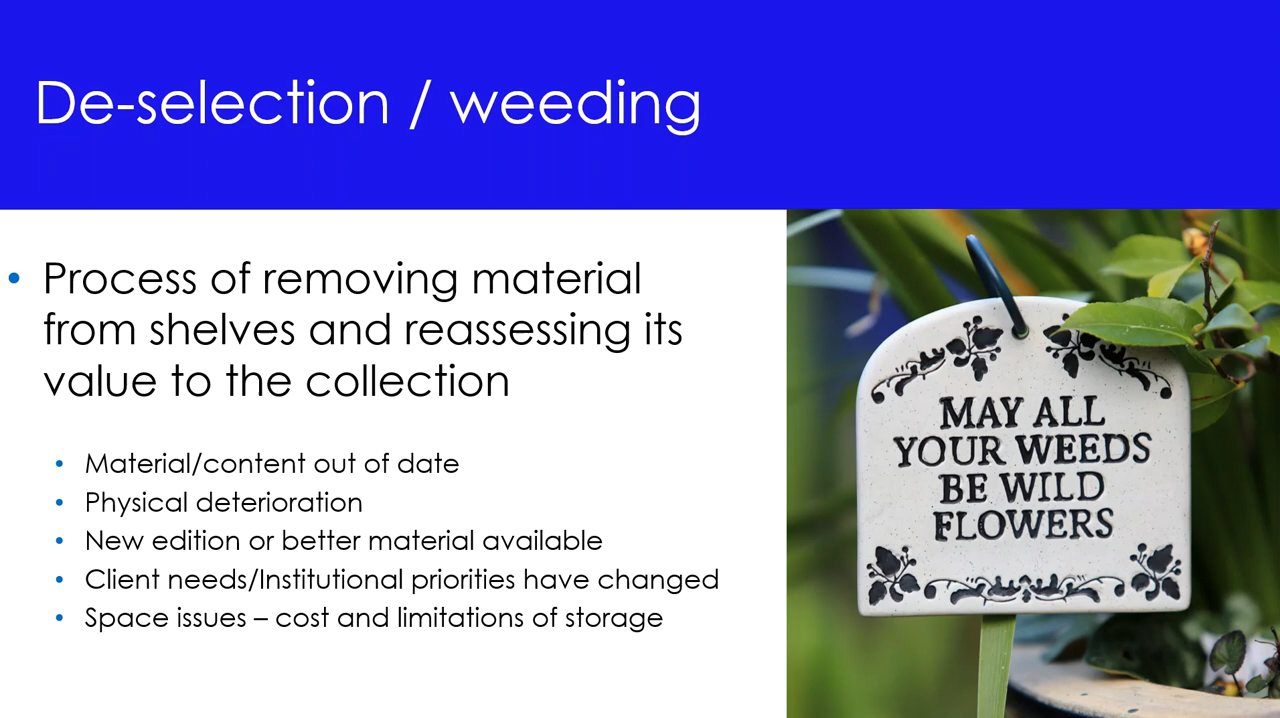 De-selection / weeding
• Process of removing material
from shelves and reassessing its
value to the collection
• Material/content out of date
• Physical deterioration
• New edition or better material available
• Client needs/Institutional priorities have changed
• Space issues – cost and limitations of storage
MAY ALL
YOUR WEEDS
BE WILD
FLOWERS